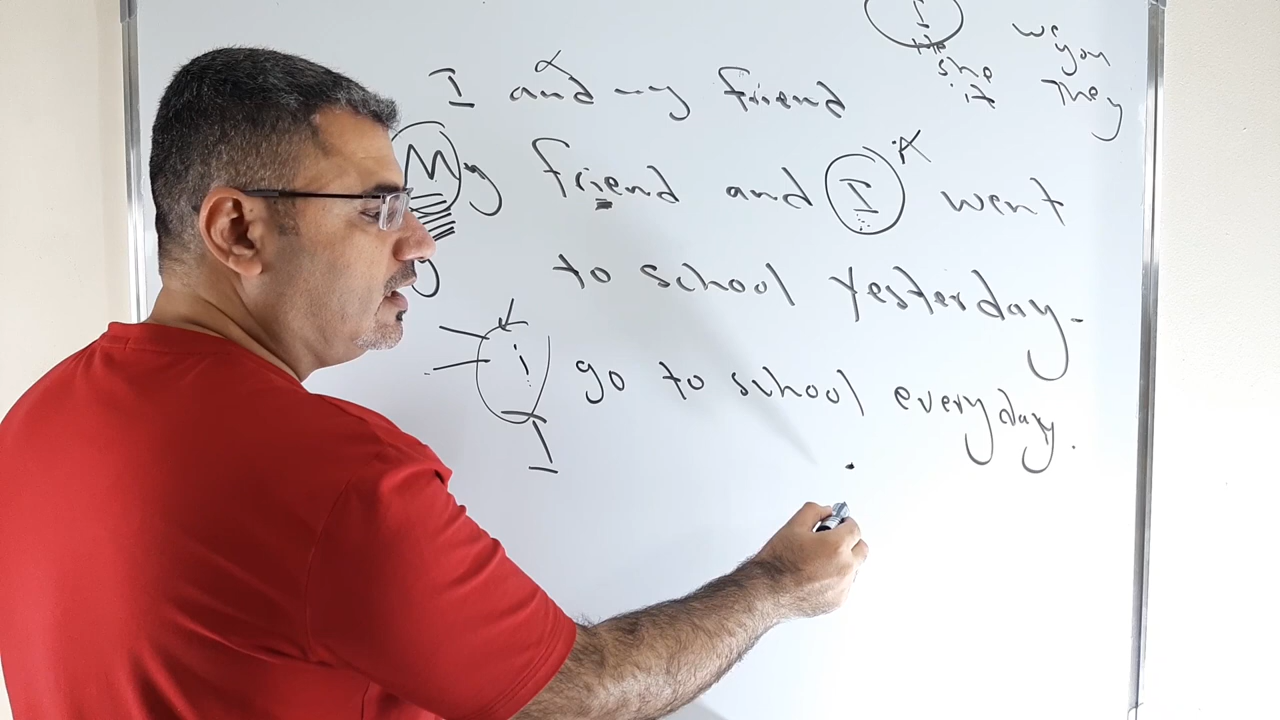 I we
he you
she They
it
I and my friend
My friend and I went
to school yesterday.
i go to school everyday.
I